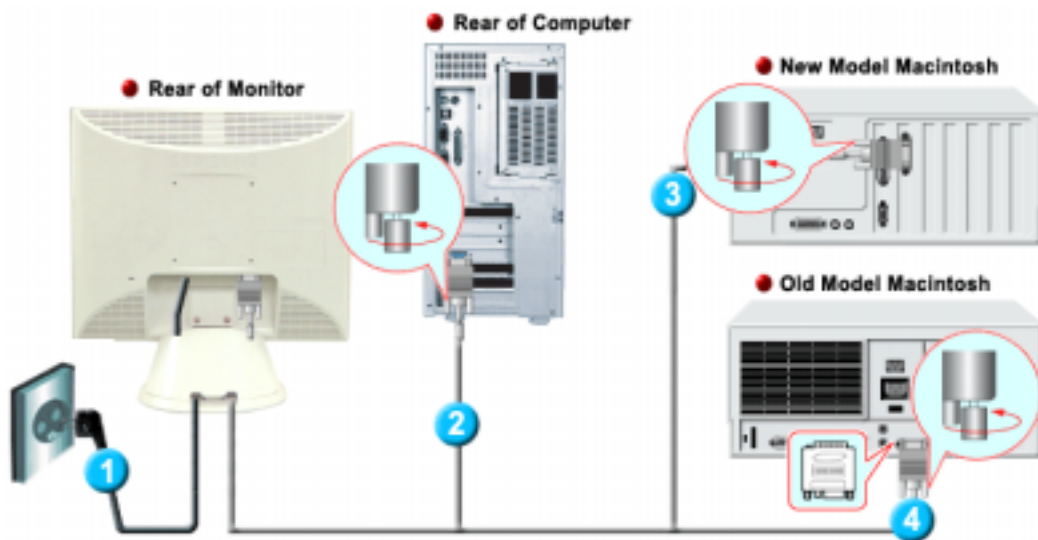 Rear of Computer
Rear of Monitor
New Model Macintosh
Old Model Macintosh
1
2
3
4